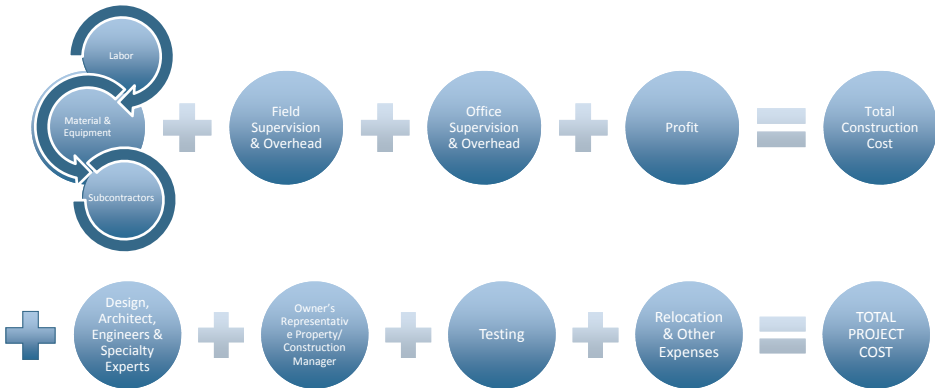 Labor
Material &
Equipment
Subcontractors
Field
Supervision
& Overhead
Office
Supervision
& Overhead
Profit
Total
Construction
Cost
Design,
Architect,
Engineers &
Specialty
Experts
Owner's
Representativ
e Property/
Construction
Manager
Testing
Relocation
& Other
Expenses
TOTAL
PROJECT
COST